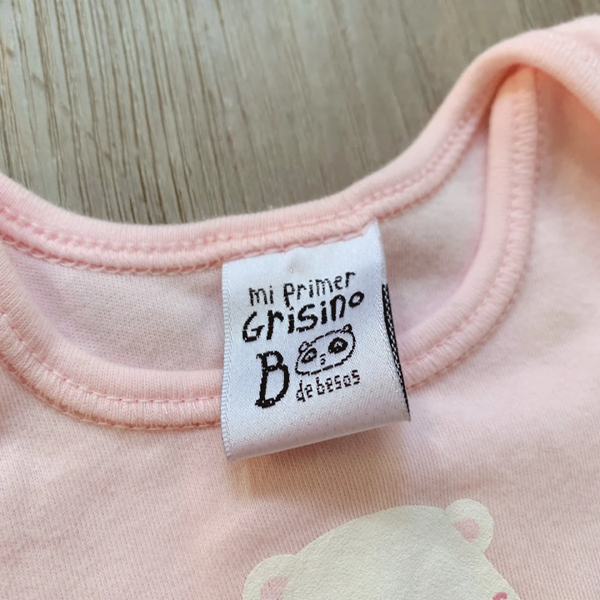 mi Primer
Grisino
B
de besos